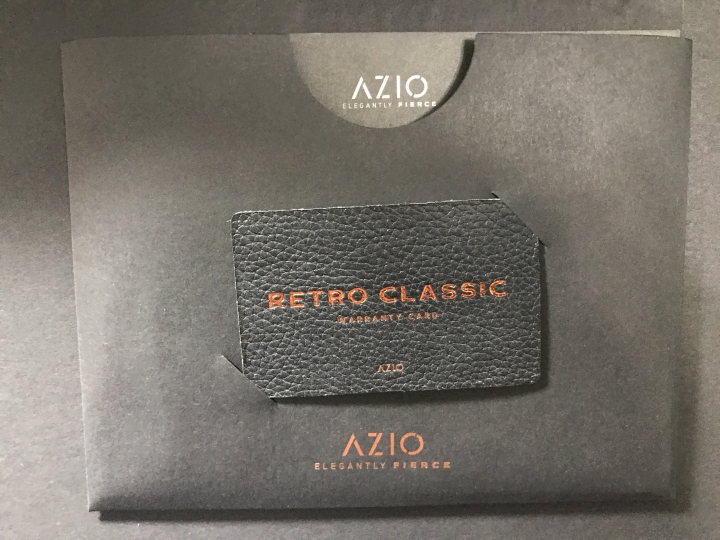 AZIO
ELEGANTLY FIERCE
RETRO CLASSIC
WARRANTY CARD
AZIO
AZIO
ELEGANTLY FIERCE